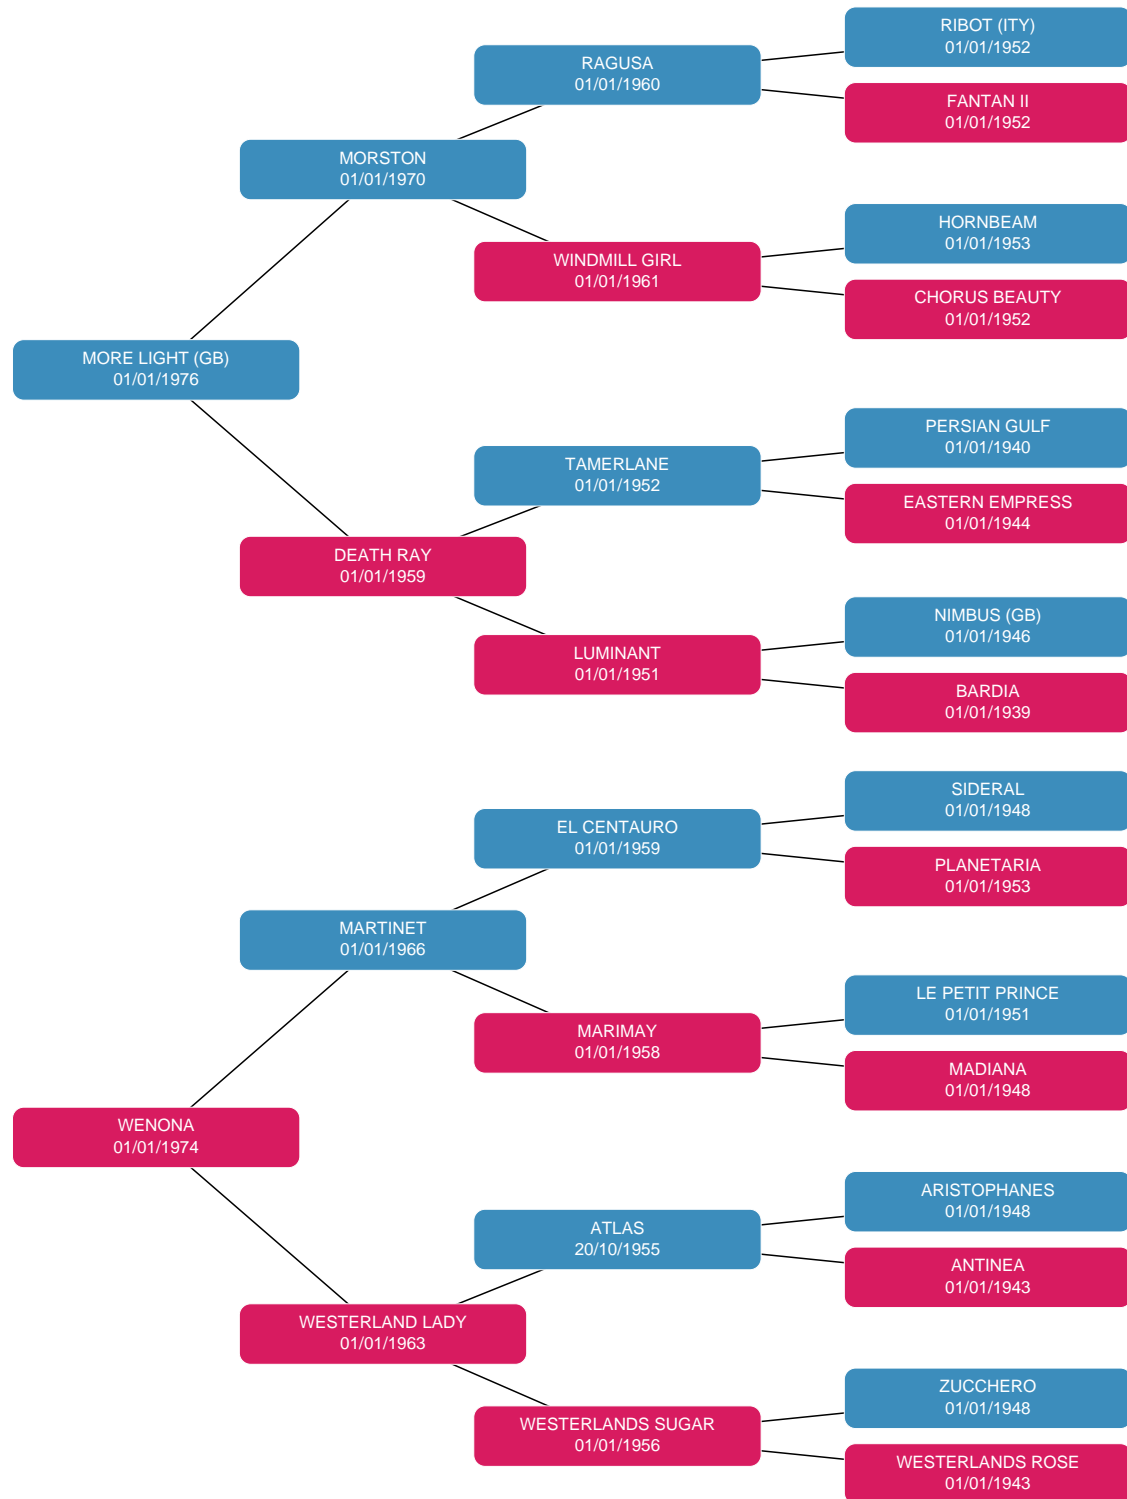 RIBOT (ITY)
01/01/1952
RAGUSA
01/01/1960
FANTAN II
01/01/1952
MORSTON
01/01/1970
HORNBEAM
01/01/1953
WINDMILL GIRL
01/01/1961
CHORUS BEAUTY
01/01/1952
MORE LIGHT (GB)
01/01/1976
PERSIAN GULF
01/01/1940
TAMERLANE
01/01/1952
EASTERN EMPRESS
01/01/1944
DEATH RAY
01/01/1959
NIMBUS (GB)
01/01/1946
LUMINANT
01/01/1951
BARDIA
01/01/1939
SIDERAL
01/01/1948
EL CENTAURO
01/01/1959
PLANETARIA
01/01/1953
MARTINET
01/01/1966
LE PETIT PRINCE
01/01/1951
MARIMAY
01/01/1958
MADIANA
01/01/1948
WENONA
01/01/1974
ARISTOPHANES
01/01/1948
ATLAS
20/10/1955
ANTINEA
01/01/1943
WESTERLAND LADY
01/01/1963
ZUCCHERO
01/01/1948
WESTERLANDS SUGAR
01/01/1956
WESTERLANDS ROSE
01/01/1943